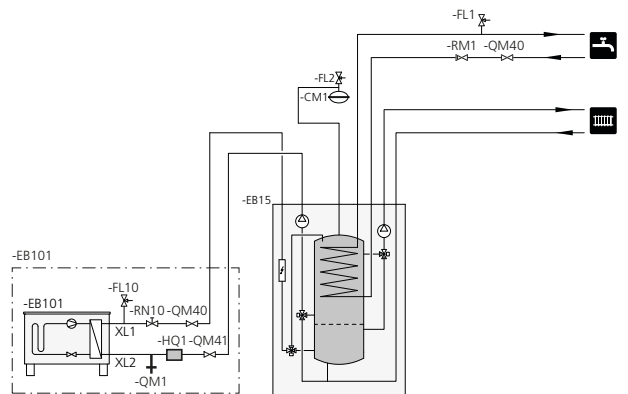 -FL1
-RM1 -QM40
-FL2
-CM1
-EB15
-EB101
-FL10
-EB101
-RN10 -QM40
XL1
-HQ1 -QM41
XL2
-QM1